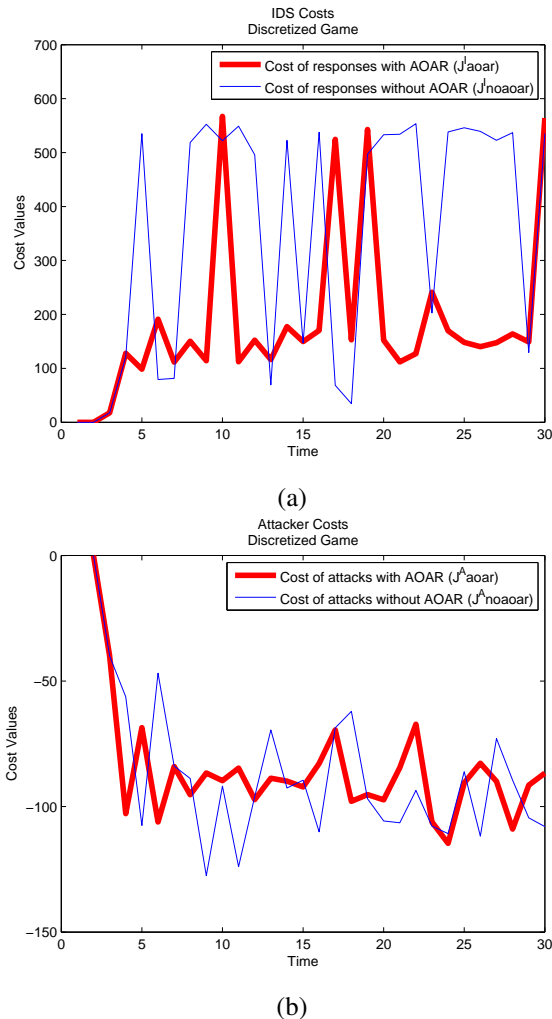 IDS Costs
Discretized Game
700
600
500
400
300
200
100
0
Cost Values
Cost of responses with AOAR (J^I aoar)
Cost of responses without AOAR (J^I noaoar)
0 5 10 15 20 25 30
Time
(a)
Attacker Costs
Discretized Game
0
−50
−100
−150
Cost Values
Cost of attacks with AOAR (J^A aoar)
Cost of attacks without AOAR (J^A noaoar)
0 5 10 15 20 25 30
Time
(b)